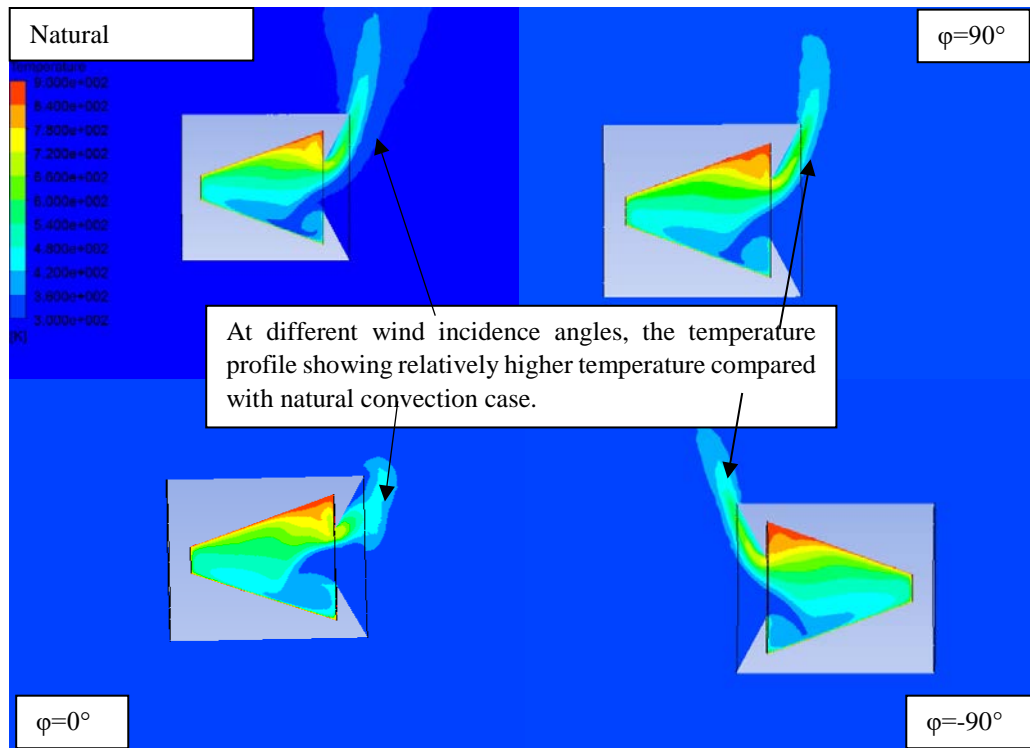 Natural
φ=90°
Temperature
9.000e+002
8.400e+002
7.800e+002
7.200e+002
6.600e+002
6.000e+002
5.400e+002
4.800e+002
4.200e+002
3.600e+002
3.000e+002
[K]
At different wind incidence angles, the temperature
profile showing relatively higher temperature compared
with natural convection case.
φ=0°
φ=-90°